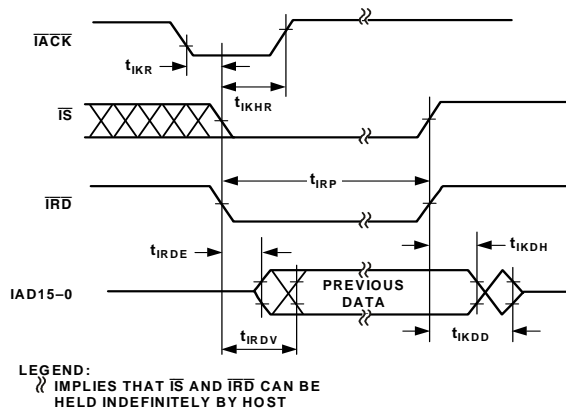 IACK
tIKR
tIKHR
IS
tIRP
IRD
tIRDE
tIKDH
IAD15–0
PREVIOUS
DATA
tIRDV
tIKDD
LEGEND:
IMPLIES THAT IS AND IRD CAN BE
HELD INDEFINITELY BY HOST